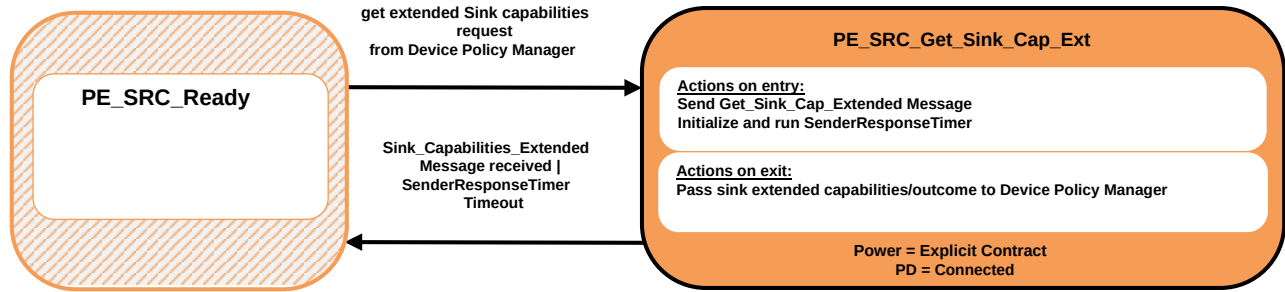 get extended Sink capabilities
request
from Device Policy Manager
PE_SRC_Ready
Sink_Capabilities_Extended
Message received |
SenderResponseTimer
Timeout
PE_SRC_Get_Sink_Cap_Ext
Actions on entry:
Send Get_Sink_Cap_Extended Message
Initialize and run SenderResponseTimer
Actions on exit:
Pass sink extended capabilities/outcome to Device Policy Manager
Power = Explicit Contract
PD = Connected